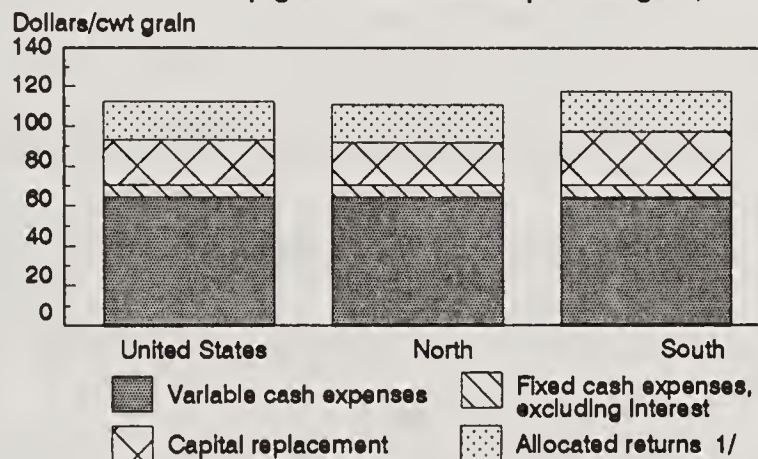 Dollars/cwt grain
140
120
100
80
60
40
20
0
United States North South
Variable cash expenses
Fixed cash expenses,
excluding interest
Capital replacement
Allocated returns 1/